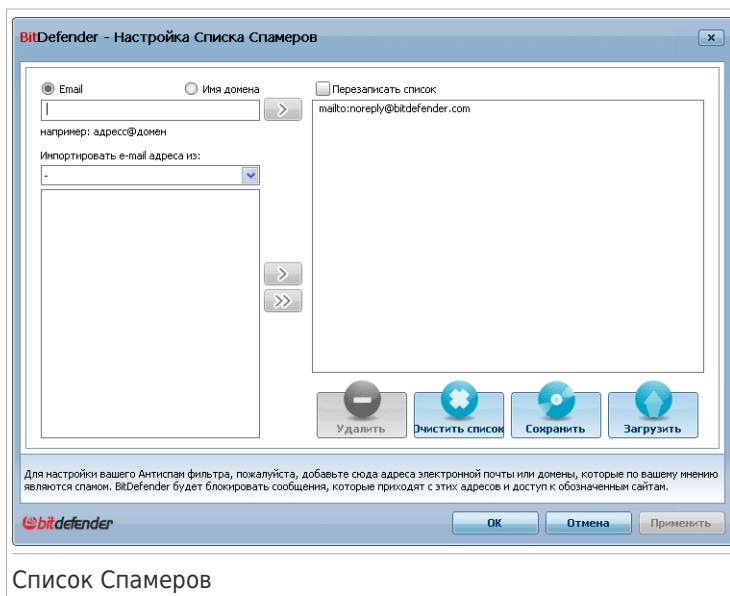 BitDefender - Настройка Списка Спамеров
Email
Имя домена
например: адресс@домен
Импортировать e-mail адреса из:
-
Перезаписать список
mailto:noreply@bitdefender.com
Удалить
Очистить список
Сохранить
Загрузить
Для настройки вашего Антиспам фильтра, пожалуйста, добавьте сюда адреса электронной почты или домены, которые по вашему мнению
являются спамом. BitDefender будет блокировать сообщения, которые приходят с этих адресов и доступ к обозначенным сайтам.
bitdefender
OK
Отмена
Применить
Список Спамеров